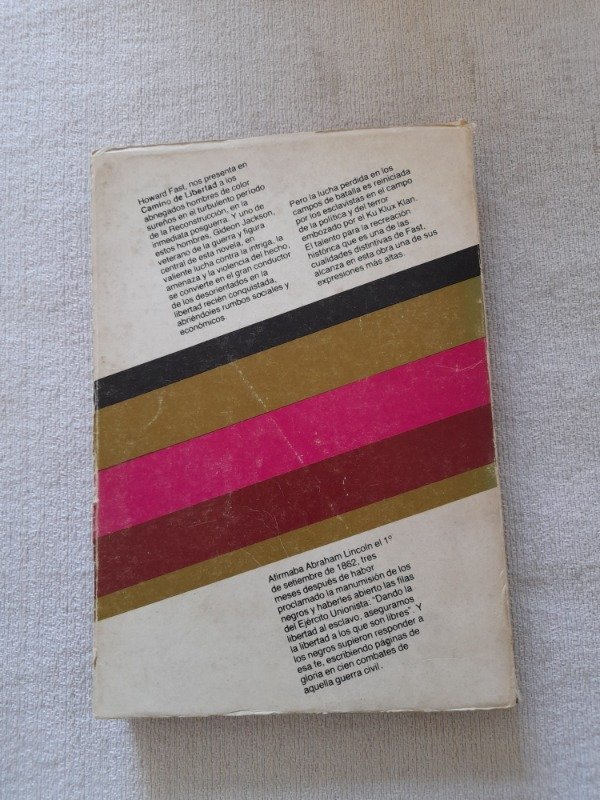 Howard Fast, nos presenta en
Camino de Libertad a los
abnegados hombres de color
sureños en el turbulento período
de la Reconstrucción, en la
inmediata posguerra. Y uno de
estos hombres, Gideon Jackson,
veterano de la guerra y figura
central de esta novela, en
valiente lucha contra la intriga, la
amenaza y la violencia del hecho,
se convierte en el gran conductor
de los desorientados en la
libertad recién conquistada,
abriéndoles rumbos sociales y
económicos
Pero la lucha perdida en los
campos de batalla es reiniciada
por los esclavistas en el campo
de la política y del terror
embozado por el Ku Klux Klan.
El talento para la recreación
histórica que es una de las
cualidades distintivas de Fast,
alcanza en esta obra una de sus
expresiones más altas.
Afirmaba Abraham Lincoln el 1º
de setiembre de 1862, tres
meses después de habor
proclamado la manumisión de los
negros y haberles abierto las filas
del Ejército Unionista: "Dando la
libertad al esclavo, aseguramos
la libertad a los que son libres". Y
los negros supieron responder a
esa fe, escribiendo páginas de
gloria en cien combates de
aquella guerra civil.